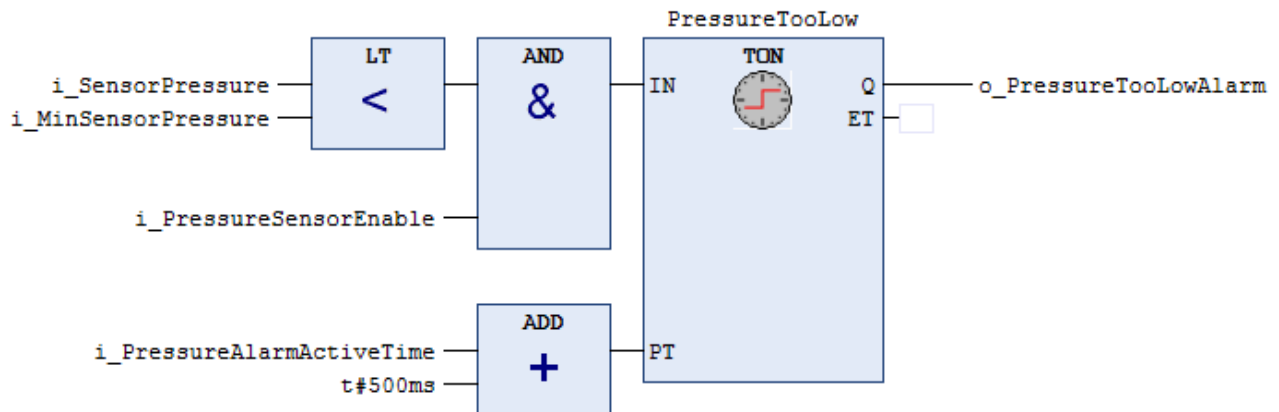 PressureTooLow
LT
AND
TON
i_SensorPressure
<
&
IN
Q
o_PressureTooLowAlarm
i_MinSensorPressure
ET
i_PressureSensorEnable
ADD
i_PressureAlarmActiveTime
+
PT
t#500ms